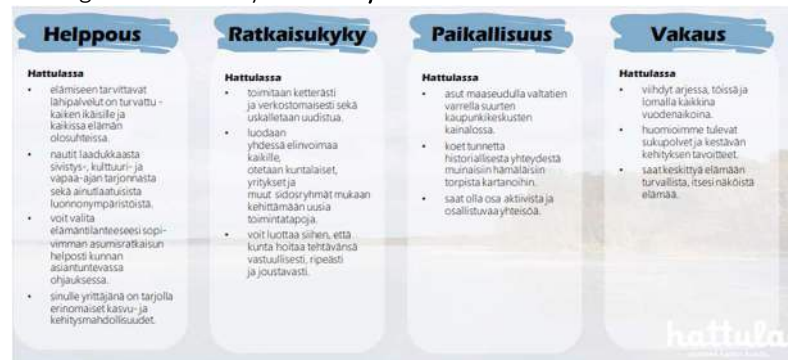 Helppous
Hattulassa
• elämiseen tarvittavat
lähipalvelut on turvattu -
kaiken ikäisille ja
kaikissa elämän
olosuhteissa.
• nautit laadukkaasta
sivistys-, kulttuuri- ja
vapaa-ajan tarjonnasta
sekä ainutlaatuisista
luonnonympäristöistä.
• voit valita
elämäntilanteeseesi sopi-
vimman asumisratkaisun
helposti kunnan
asiantuntevassa
ohjauksessa.
• sinulle yrittäjänä on tarjolla
erinomaiset kasvu- ja
kehitysmahdollisuudet.
Ratkaisukyky
Hattulassa
• toimitaan ketterästi
ja verkostomaisesti sekä
uskalletaan uudistua.
• luodaan
yhdessä elinvoimaa
kaikille,
otetaan kuntalaiset,
yritykset ja
muut sidosryhmät mukaan
kehittämään uusia
toimintatapoja.
• voit luottaa siihen, että
kunta hoitaa tehtävänsä
vastuullisesti, ripeästi
ja joustavasti.
Paikallisuus
Hattulassa
• asut maaseudulla valtatien
varrella suurten
kaupunkikeskusten
kainalossa.
• koet tunnetta
historiallisesta yhteydestä
muinaisiin hämäläisiin
torpista kartanoihin.
• saat olla osa aktiivista ja
osallistuvaa yhteisöä.
Vakaus
Hattulassa
• viihdyt arjessa, töissä ja
lomalla kaikkina
vuodenaikoina.
• huomioimme tulevat
sukupolvet ja kestävän
kehityksen tavoitteet.
• saat keskittyä elämään
turvallista, itsesi näköistä
elämää.
hattula